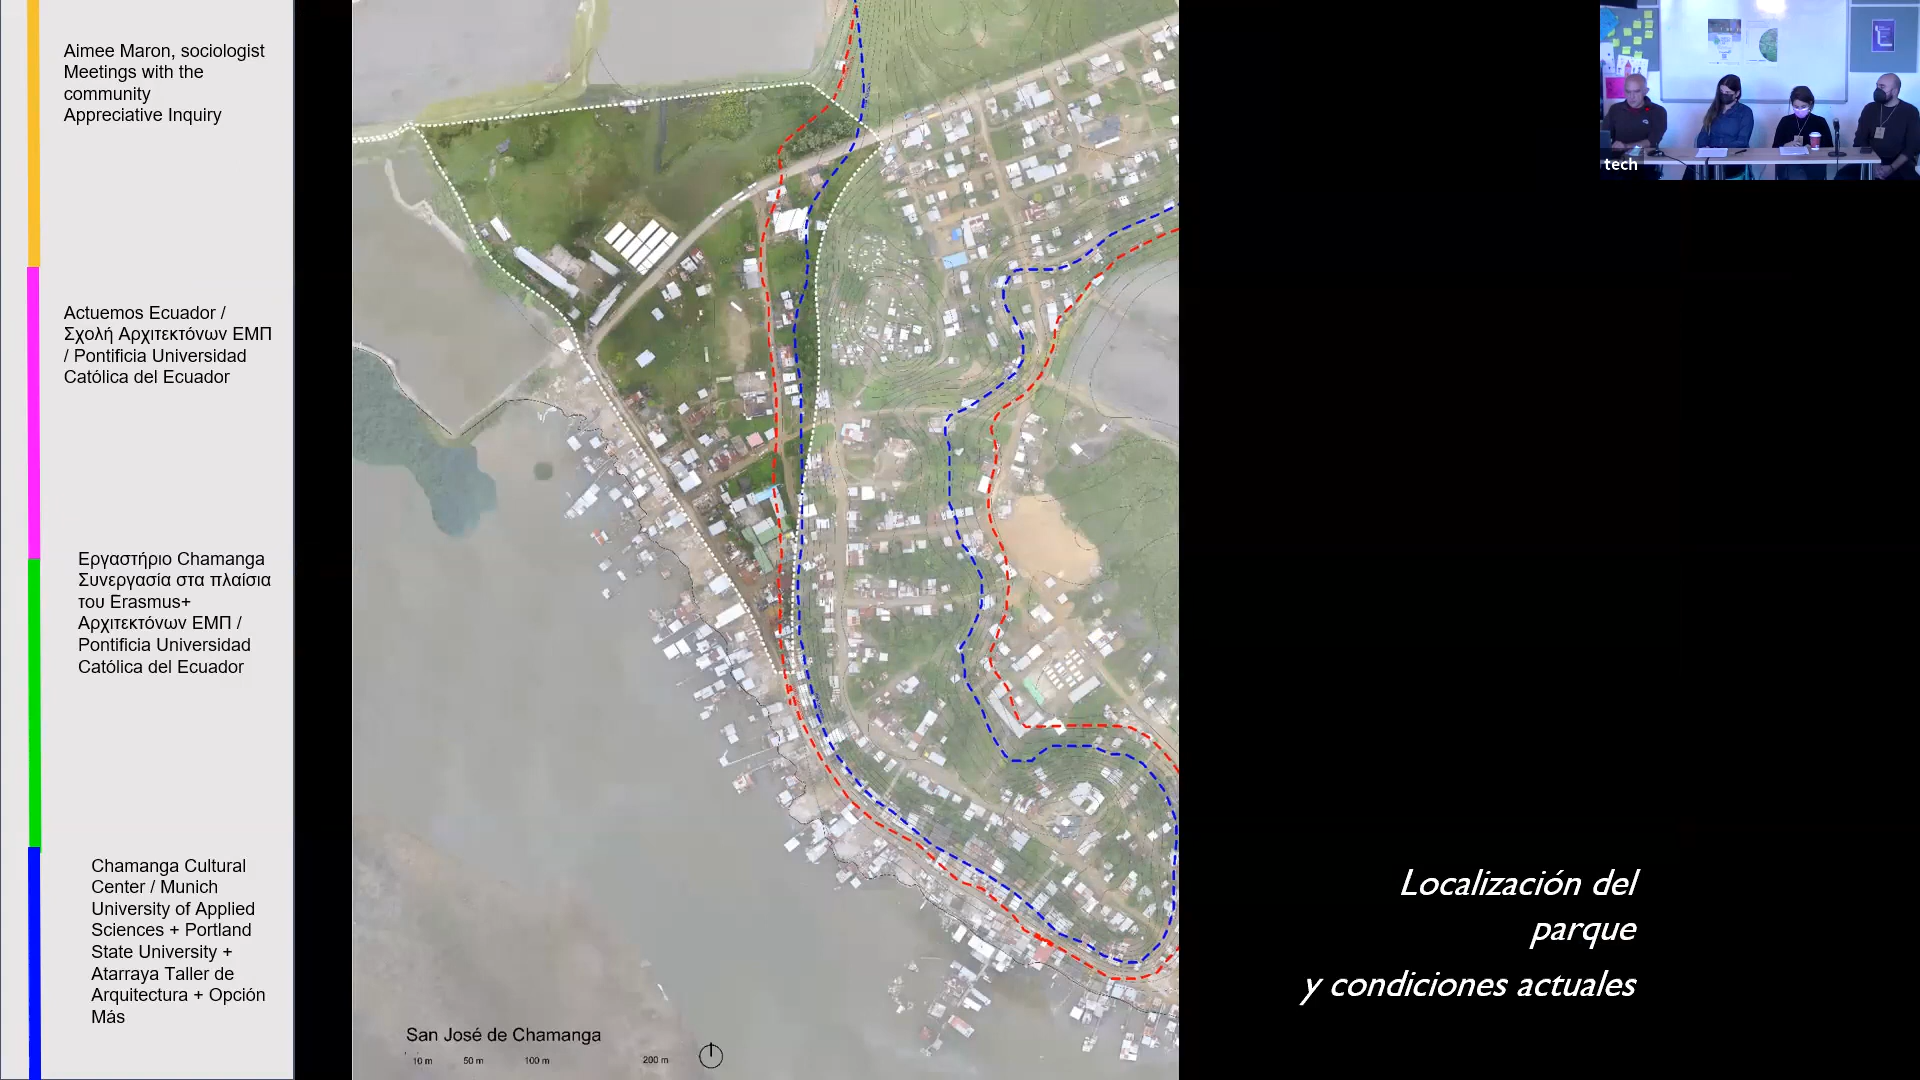 Aimee Maron, sociologist
Meetings with the
community
Appreciative Inquiry
Actuemos Ecuador /
Σχολή Αρχιτεκτόνων ΕΜΠ
/ Pontificia Universidad
Católica del Ecuador
Εργαστήριο Chamanga
Συνεργασία στα πλαίσια
του Erasmus+
Αρχιτεκτόνων ΕΜΠ /
Pontificia Universidad
Católica del Ecuador
Chamanga Cultural
Center / Munich
University of Applied
Sciences + Portland
State University +
Atarraya Taller de
Arquitectura + Opción
Más
San José de Chamanga
10 m 50 m 100 m 200 m
tech
Localización del
parque
y condiciones actuales